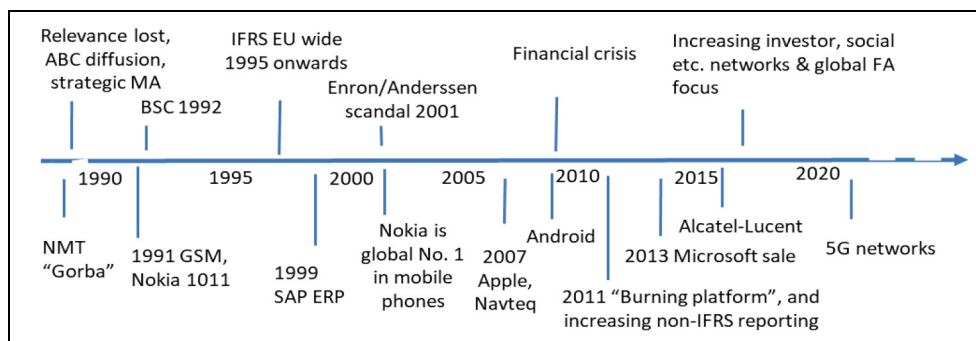 Relevance lost,
ABC diffusion,
strategic MA
BSC 1992
IFRS EU wide
1995 onwards
Enron/Anderssen
scandal 2001
Financial crisis
Increasing investor, social
etc. networks & global FA
focus
1990 1995 2000 2005 2010 2015 2020
NMT
“Gorba”
1991 GSM,
Nokia 1011
1999
SAP ERP
Nokia is
global No. 1
in mobile
phones
2007
Apple,
Navteq
Android
2011 “Burning platform”, and
increasing non-IFRS reporting
2013 Microsoft sale
Alcatel-Lucent
5G networks